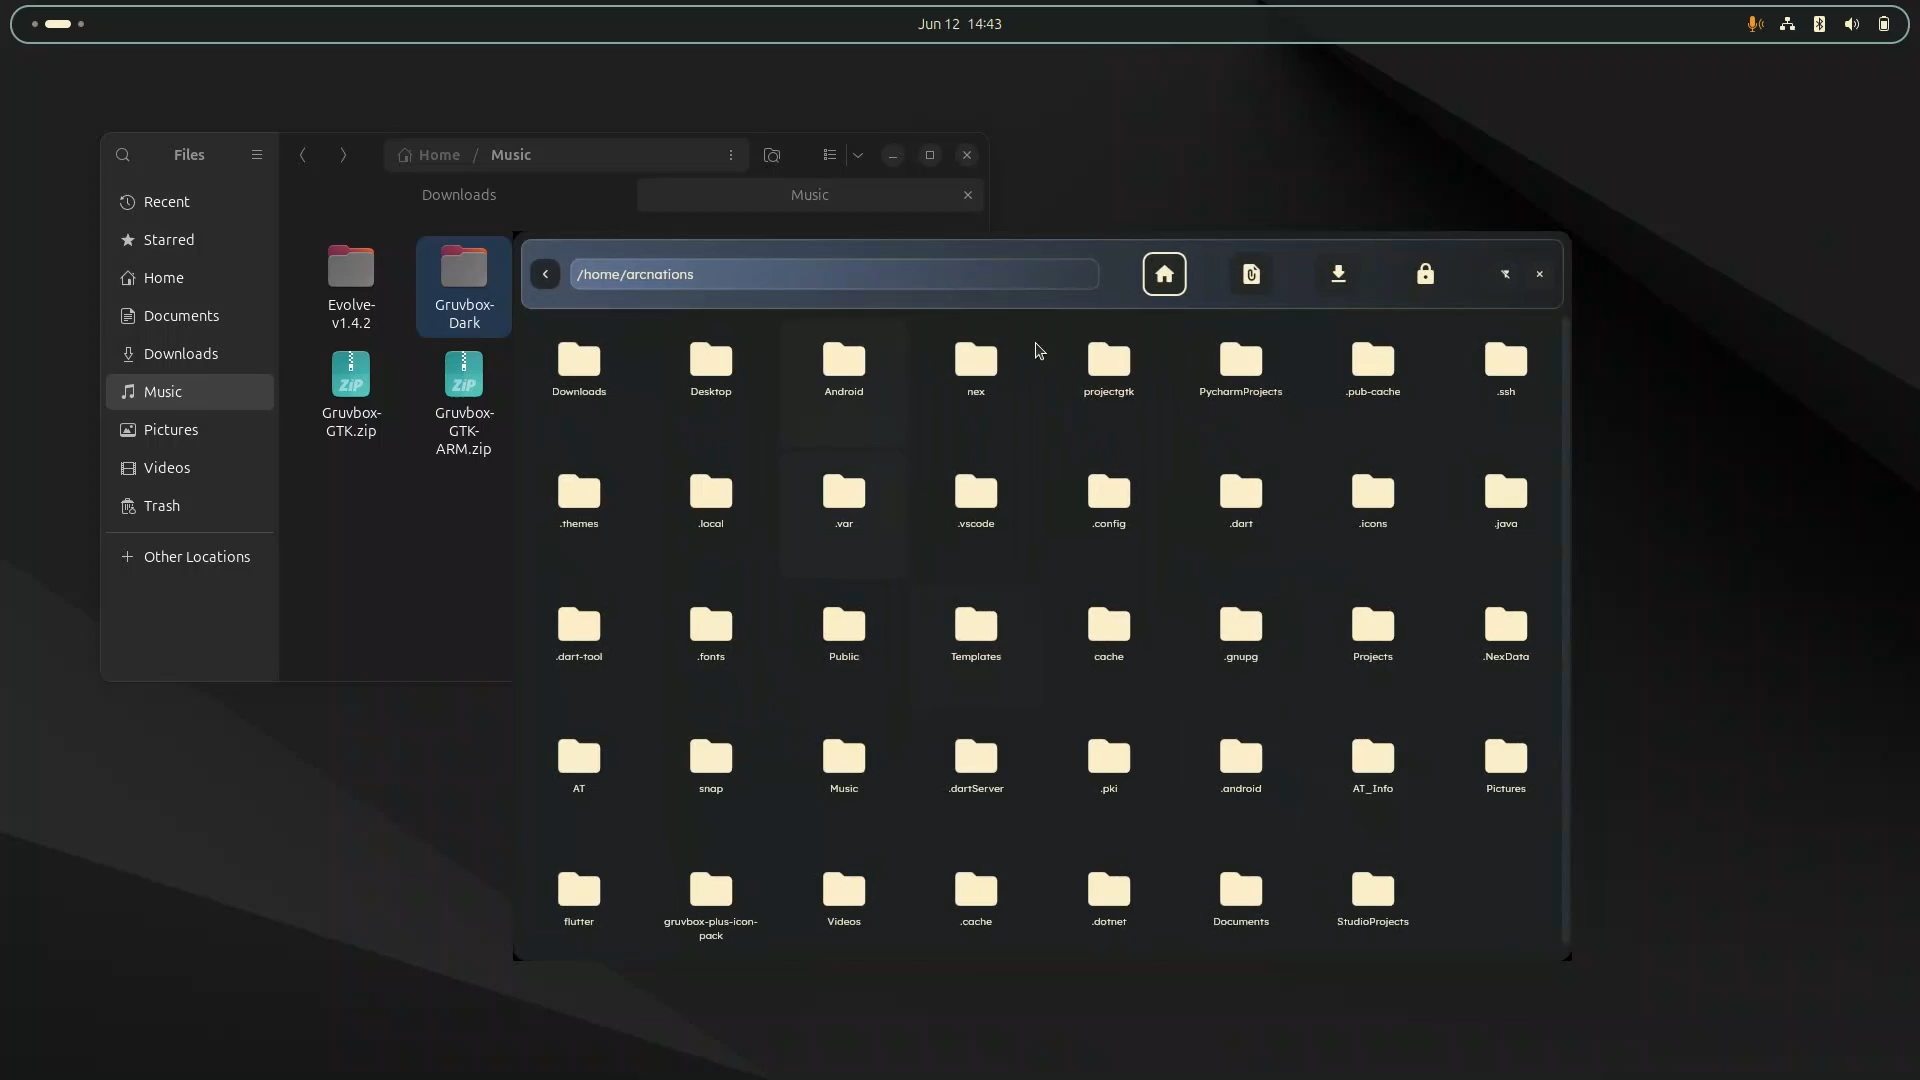 Jun 12 14:43
Files
Home / Music
Downloads
Music
Recent
Starred
Home
Documents
Downloads
Music
Pictures
Videos
Trash
Other Locations
Evolve-
v1.4.2
Gruvbox-
Dark
ZiP
Gruvbox-
GTK.zip
ZiP
Gruvbox-
GTK-
ARM.zip
/home/arcnations
Downloads
Desktop
Android
nex
projectgtk
PycharmProjects
.pub-cache
.ssh
.themes
.local
.var
.vscode
.config
.dart
.icons
.java
.dart-tool
.fonts
Public
Templates
cache
.gnupg
Projects
.NexData
AT
snap
Music
.dartServer
.pki
.android
AT_Info
Pictures
flutter
gruvbox-plus-icon-
pack
Videos
.cache
.dotnet
Documents
StudioProjects